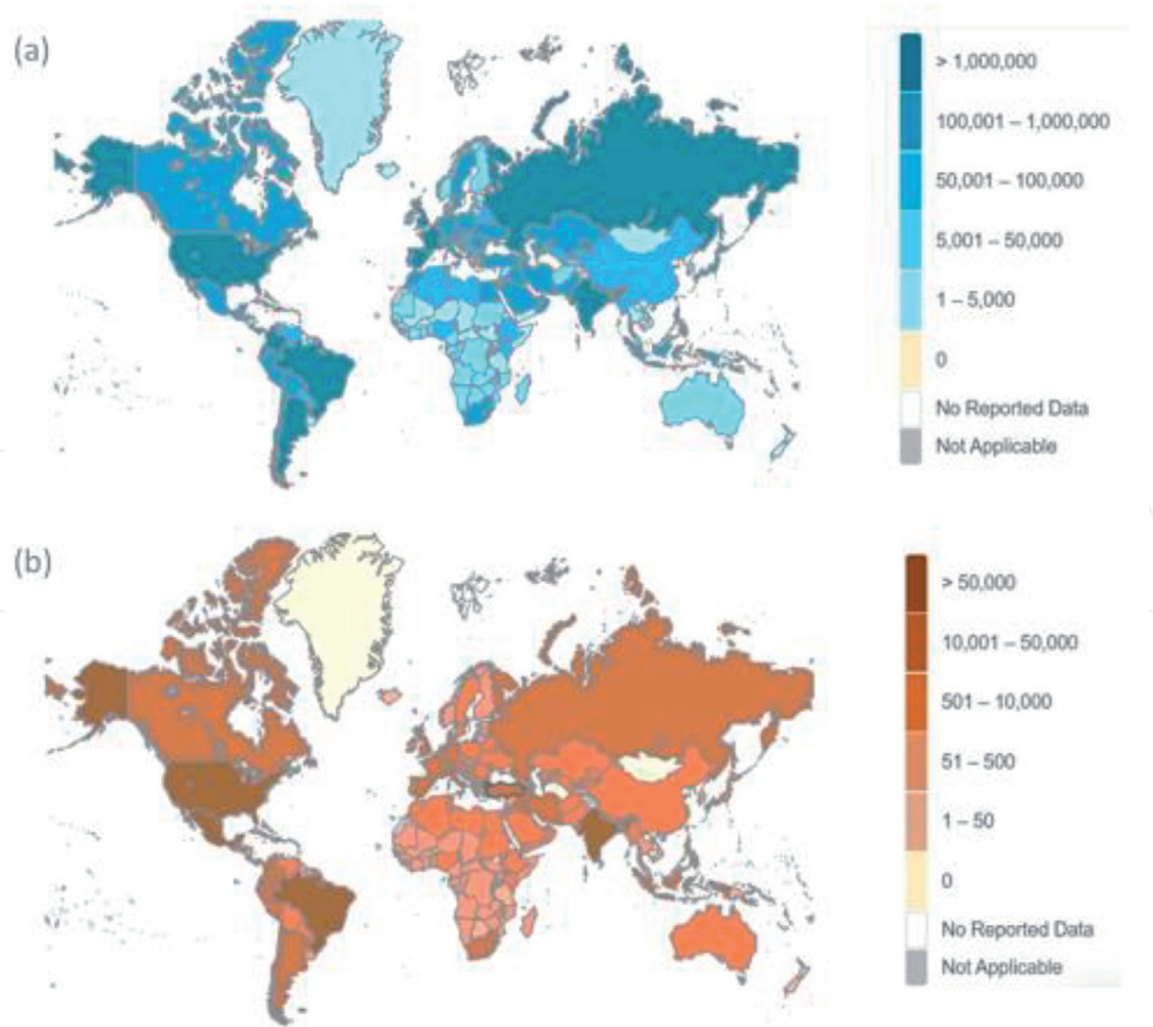 (a)
> 1,000,000
100,001 – 1,000,000
50,001 – 100,000
5,001 – 50,000
1 – 5,000
0
No Reported Data
Not Applicable
(b)
> 50,000
10,001 – 50,000
501 – 10,000
51 – 500
1 – 50
0
No Reported Data
Not Applicable